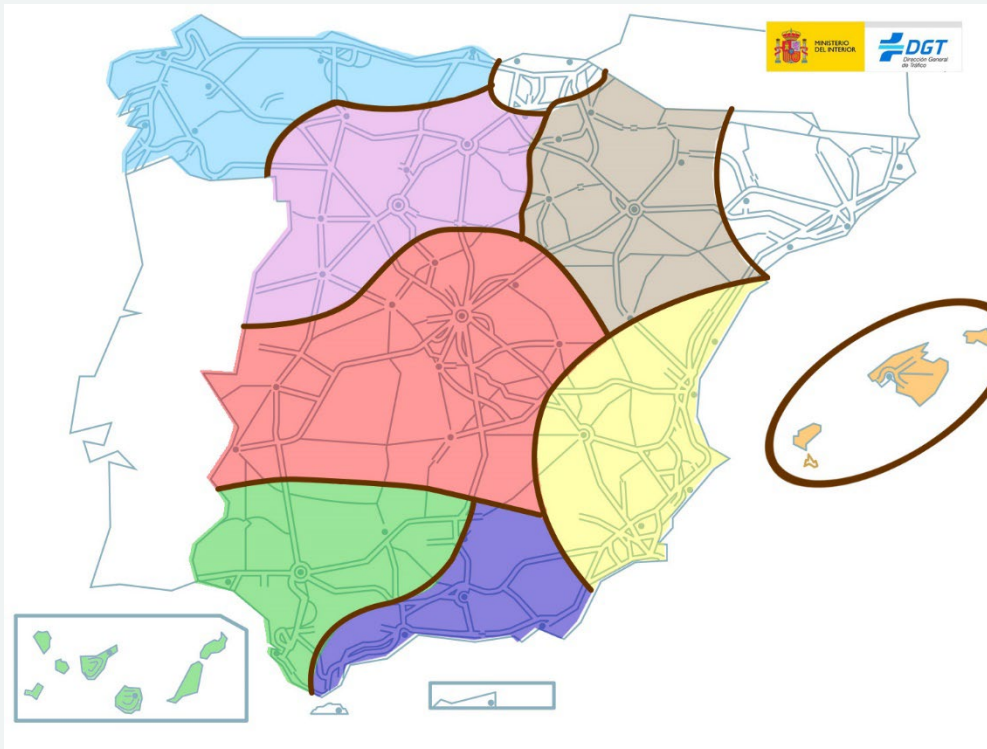 MINISTERIO
DEL INTERIOR
DGT
Dirección General
de Tráfico